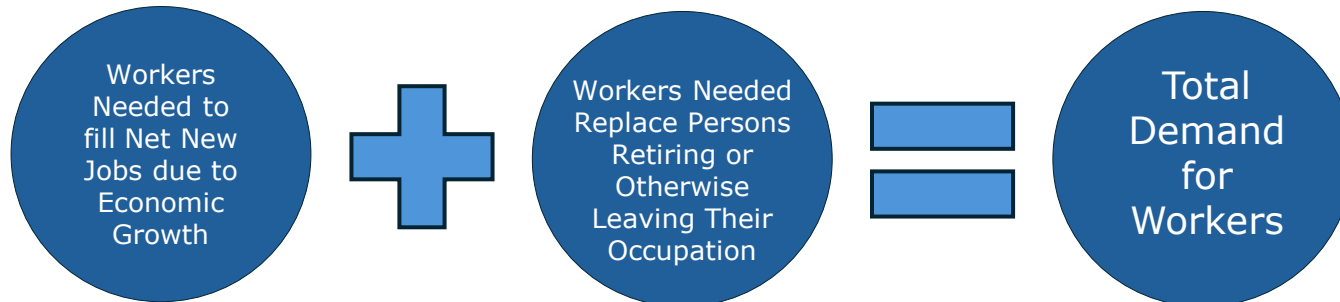 Workers
Needed to
fill Net New
Jobs due to
Economic
Growth
Workers Needed
Replace Persons
Retiring or
Otherwise
Leaving Their
Occupation
Total
Demand
for
Workers